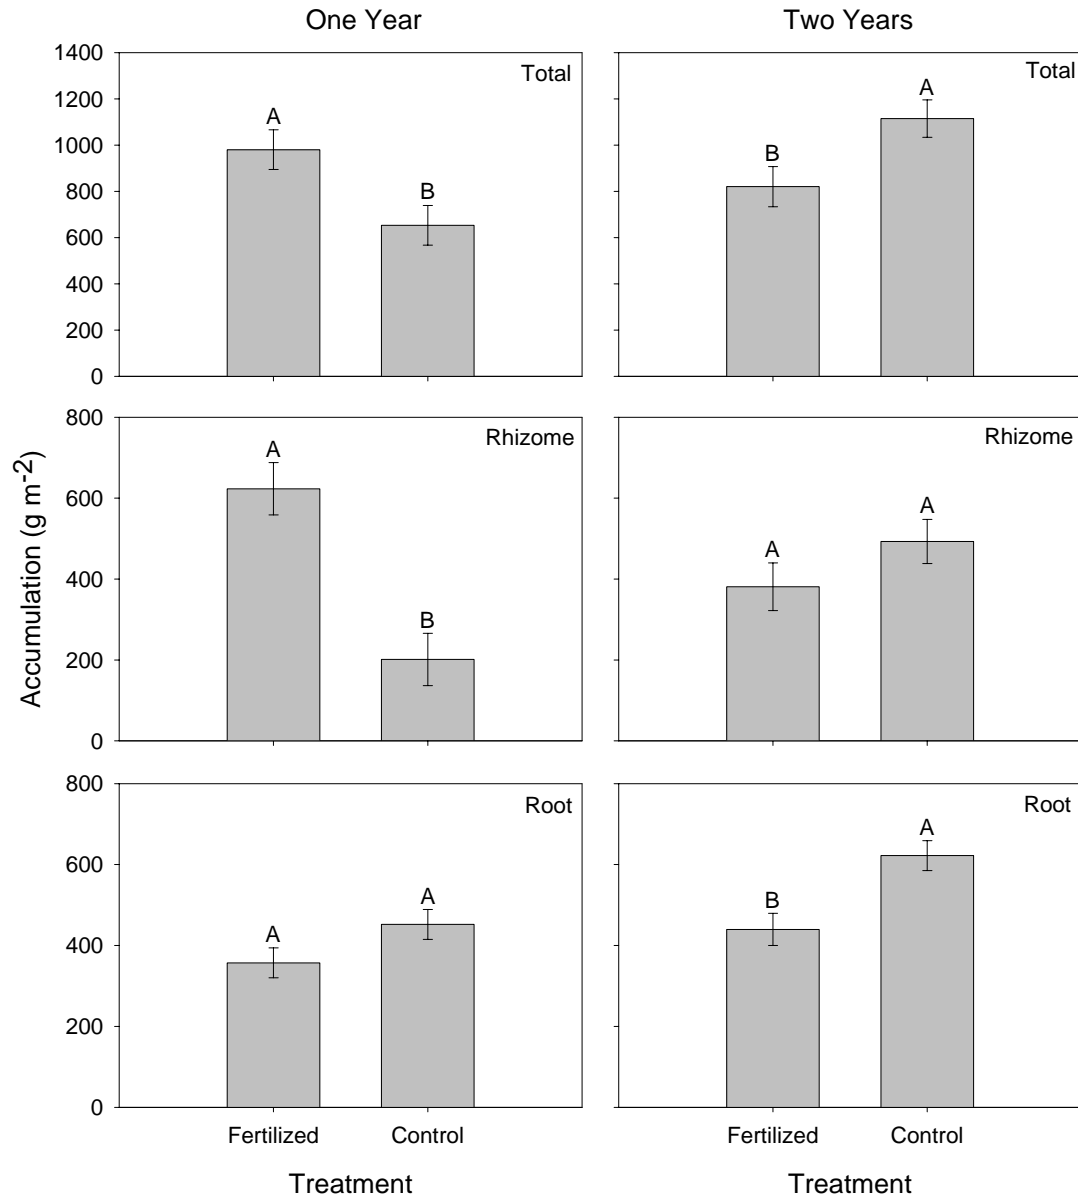 One Year
Two Years
1400
1200
1000
800
600
400
200
0
Total
A
B
Total
B
A
Accumulation (g m-2)
800
600
400
200
0
Rhizome
A
B
Rhizome
A
A
800
600
400
200
0
Root
A
A
Root
B
A
Fertilized Control
Fertilized Control
Treatment
Treatment